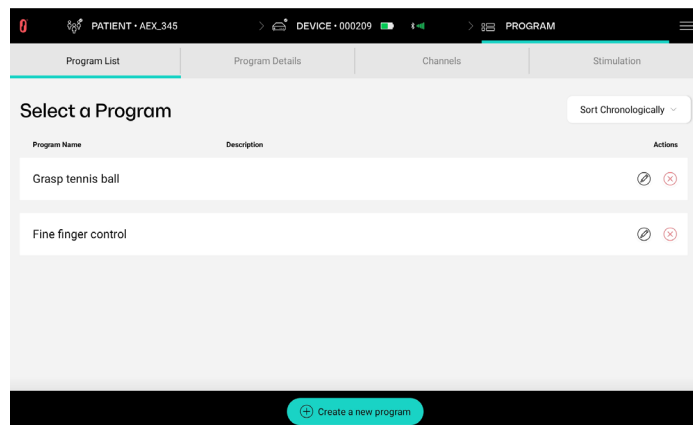 PATIENT • AEX_345 > DEVICE • 000209 > PROGRAM
Program List Program Details Channels Stimulation
Select a Program Sort Chronologically
Program Name Description Actions
Grasp tennis ball
Fine finger control
Create a new program